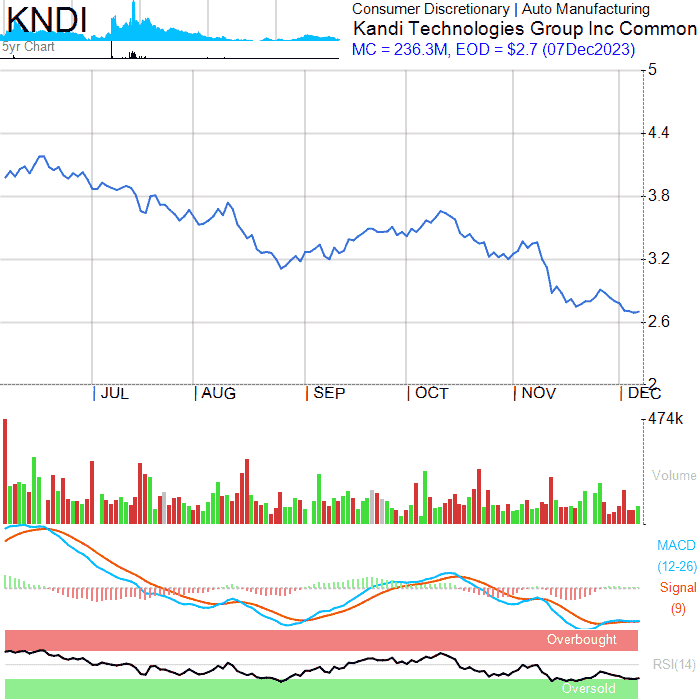 KNDI
5yr Chart
Consumer Discretionary | Auto Manufacturing
Kandi Technologies Group Inc Common
MC = 236.3M, EOD = $2.7 (07Dec2023)
5
4.4
3.8
3.2
2.6
2
JUL AUG SEP OCT NOV DEC
474k
Volume
MACD
(12-26)
Signal
(9)
Overbought
RSI(14)
Oversold